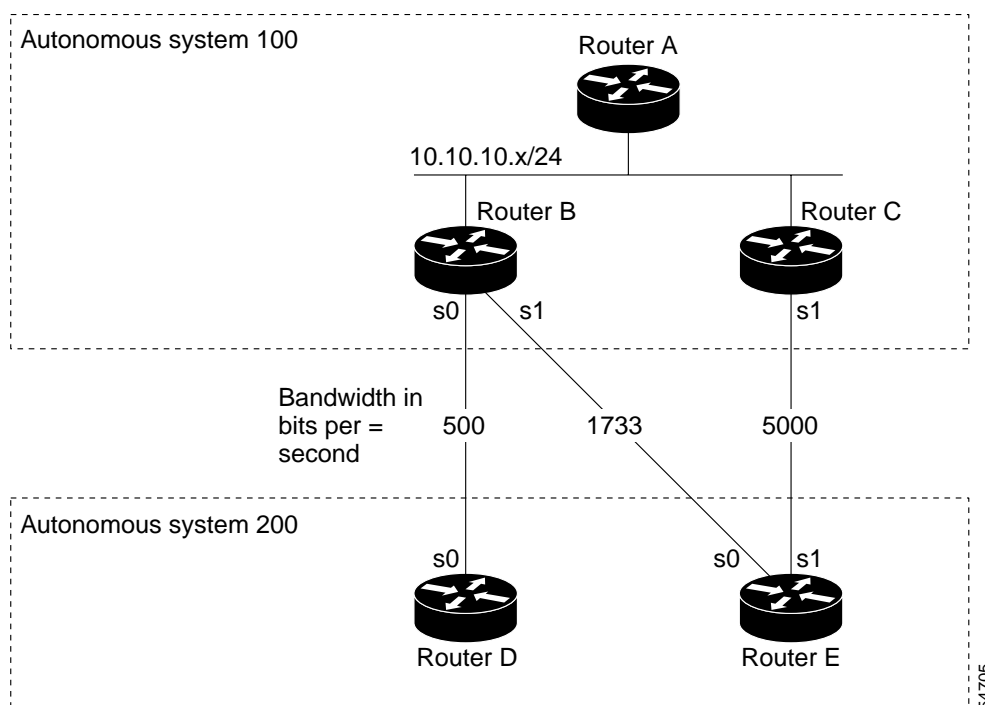 Autonomous system 100
Router A
10.10.10.x/24
Router B
Router C
s0
s1
s1
Bandwidth in
bits per =
second
500
1733
5000
Autonomous system 200
s0
s0
s1
Router D
Router E